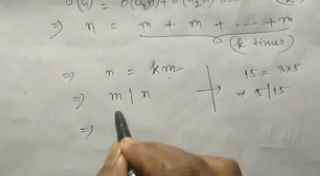 ⇒ n = m + m + ... + m
(k times)
⇒ n = km
15 = 3×5
⇒ m | n
⇒ 5|15
⇒